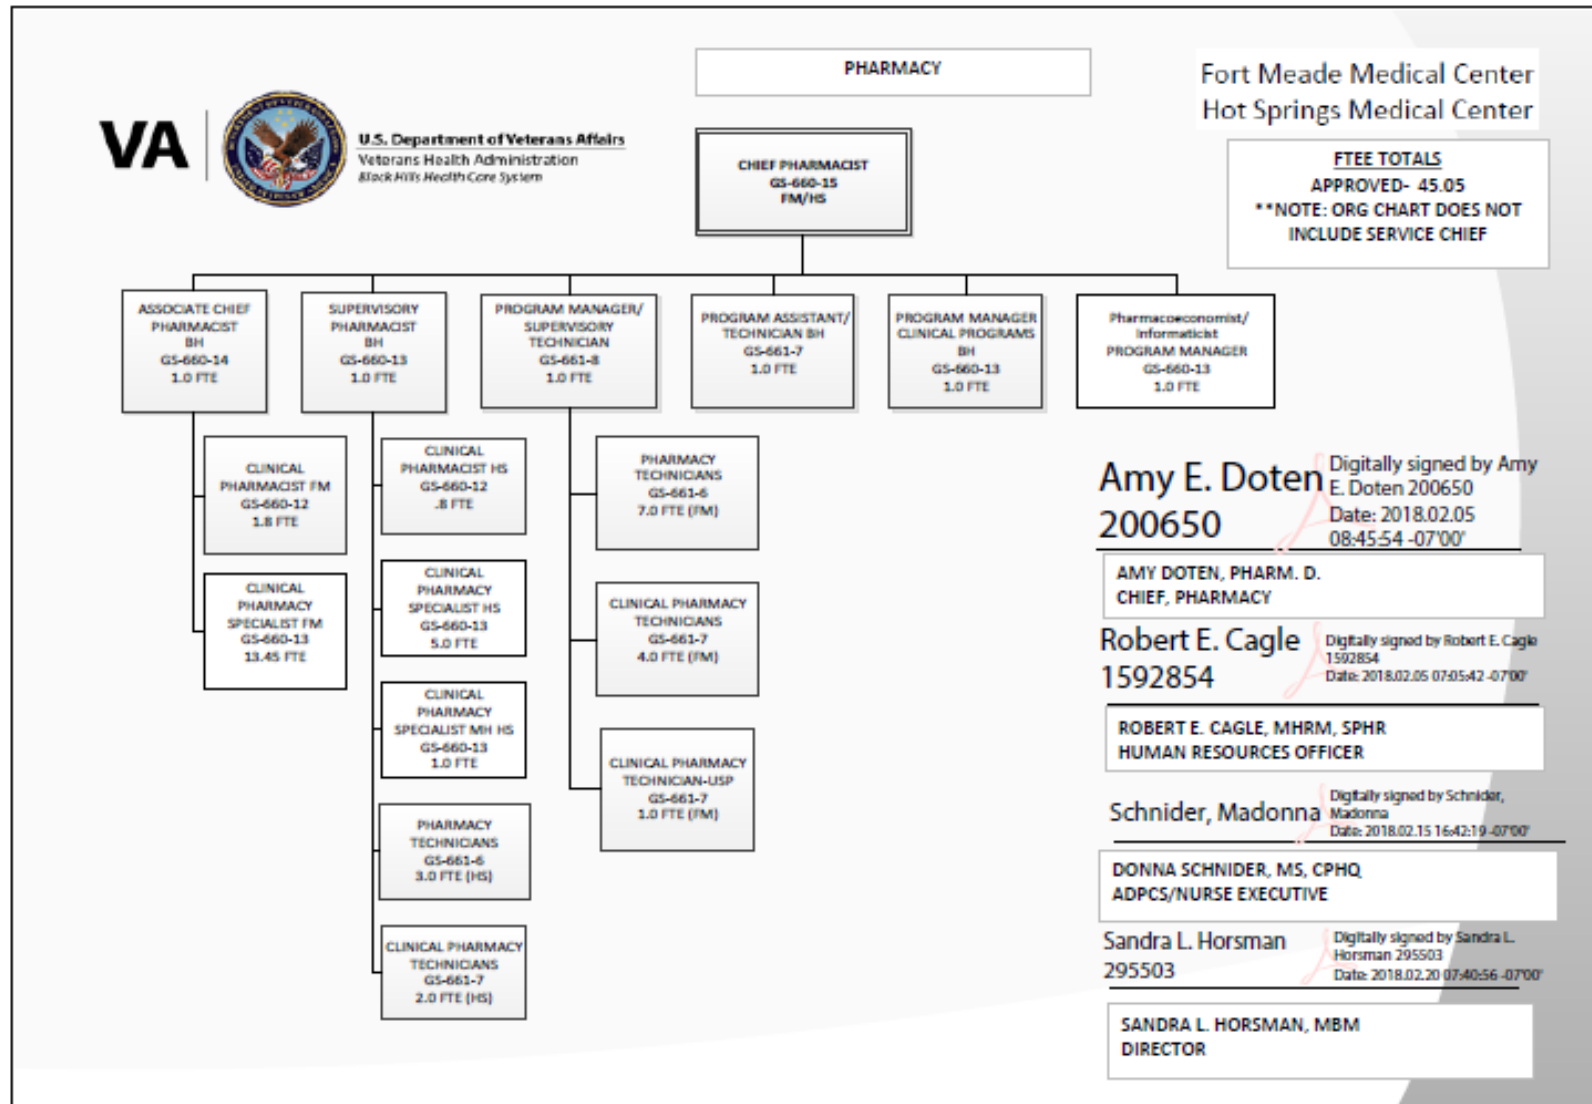 PHARMACY
Fort Meade Medical Center
Hot Springs Medical Center
VA
U.S. Department of Veterans Affairs
Veterans Health Administration
Black Hills Health Care System
CHIEF PHARMACIST
GS-660-15
FM/HS
FTEE TOTALS
APPROVED- 45.05
**NOTE: ORG CHART DOES NOT
INCLUDE SERVICE CHIEF
ASSOCIATE CHIEF
PHARMACIST
BH
GS-660-14
1.0 FTE
SUPERVISORY
PHARMACIST
BH
GS-660-13
1.0 FTE
PROGRAM MANAGER/
SUPERVISORY
TECHNICIAN
GS-661-8
1.0 FTE
PROGRAM ASSISTANT/
TECHNICIAN BH
GS-661-7
1.0 FTE
PROGRAM MANAGER
CLINICAL PROGRAMS
BH
GS-660-13
1.0 FTE
Pharmacoeconomist/
Informaticist
PROGRAM MANAGER
GS-660-13
1.0 FTE
CLINICAL
PHARMACIST FM
GS-660-12
1.8 FTE
CLINICAL
PHARMACY
SPECIALIST FM
GS-660-13
13.45 FTE
CLINICAL
PHARMACIST HS
GS-660-12
.8 FTE
CLINICAL
PHARMACY
SPECIALIST HS
GS-660-13
5.0 FTE
CLINICAL
PHARMACY
SPECIALIST MH HS
GS-660-13
1.0 FTE
PHARMACY
TECHNICIANS
GS-661-6
3.0 FTE (HS)
CLINICAL PHARMACY
TECHNICIANS
GS-661-7
2.0 FTE (HS)
PHARMACY
TECHNICIANS
GS-661-6
7.0 FTE (FM)
CLINICAL PHARMACY
TECHNICIANS
GS-661-7
4.0 FTE (FM)
CLINICAL PHARMACY
TECHNICIAN-USP
GS-661-7
1.0 FTE (FM)
Amy E. Doten
200650
Digitally signed by Amy
E. Doten 200650
Date: 2018.02.05
08:45:54 -07'00'
AMY DOTEN, PHARM. D.
CHIEF, PHARMACY
Robert E. Cagle
1592854
Digitally signed by Robert E. Cagle
1592854
Date: 2018.02.05 07:05:42 -07'00'
ROBERT E. CAGLE, MHRM, SPHR
HUMAN RESOURCES OFFICER
Schnider, Madonna
Digitally signed by Schnider,
Madonna
Date: 2018.02.15 16:42:19 -07'00'
DONNA SCHNIDER, MS, CPHQ
ADPCS/NURSE EXECUTIVE
Sandra L. Horsman
295503
Digitally signed by Sandra L.
Horsman 295503
Date: 2018.02.20 07:40:56 -07'00'
SANDRA L. HORSMAN, MBM
DIRECTOR